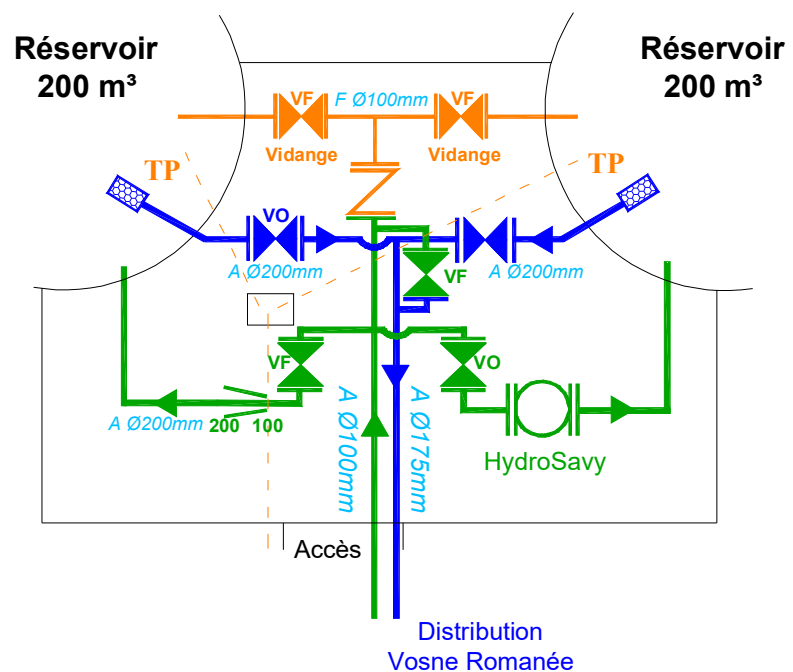 Réservoir
200 m³
Réservoir
200 m³
VF
F Ø100mm
VF
Vidange
Vidange
TP
TP
VO
A Ø200mm
A Ø200mm
VF
VF
VO
A Ø200mm
200
100
A Ø100mm
A Ø175mm
HydroSavy
Accès
Distribution
Vosne Romanée